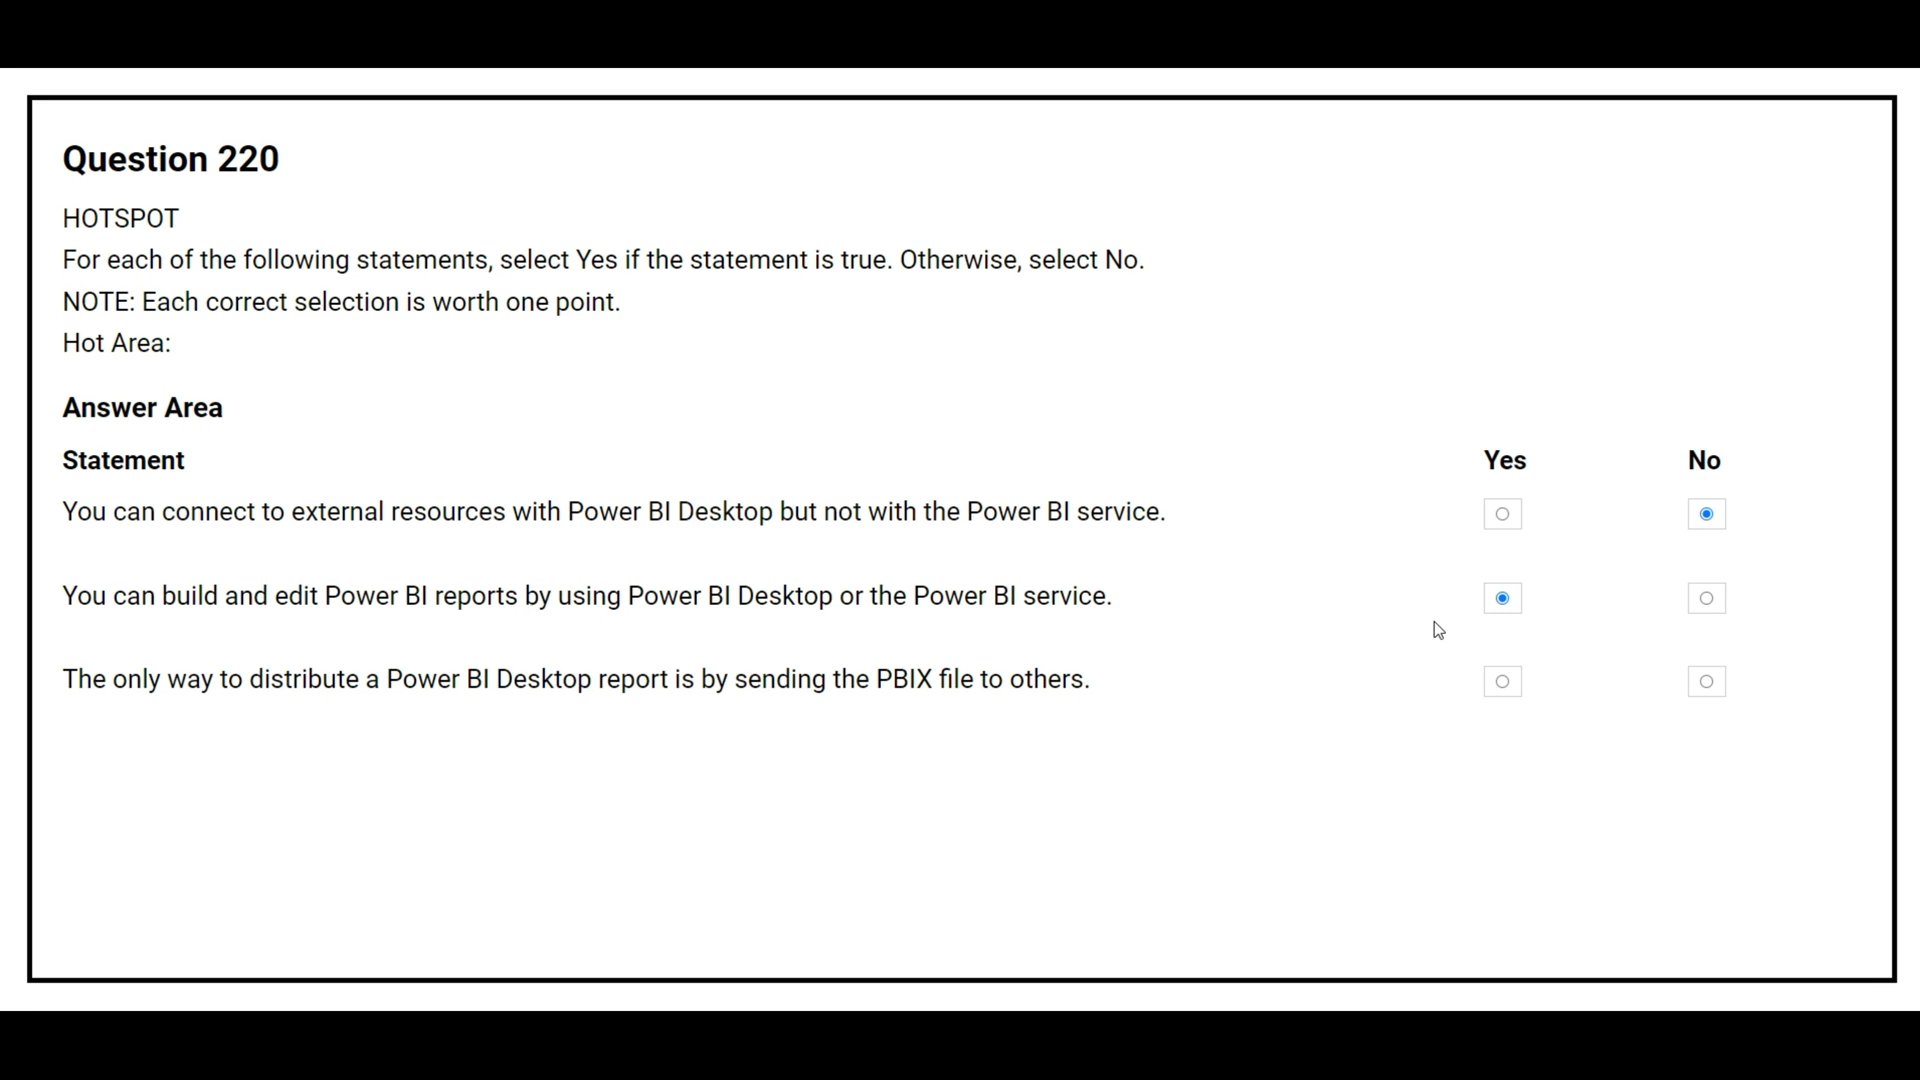 Question 220
HOTSPOT
For each of the following statements, select Yes if the statement is true. Otherwise, select No.
NOTE: Each correct selection is worth one point.
Hot Area:
Answer Area
Statement Yes No
You can connect to external resources with Power BI Desktop but not with the Power BI service.
You can build and edit Power BI reports by using Power BI Desktop or the Power BI service.
The only way to distribute a Power BI Desktop report is by sending the PBIX file to others.